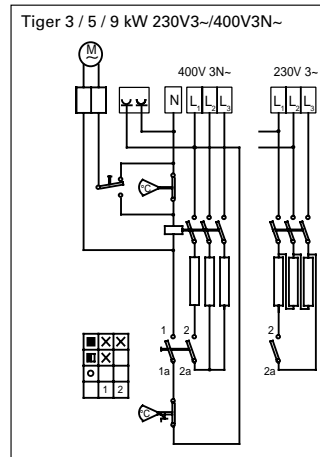 Tiger 3 / 5 / 9 kW 230V3~/400V3N~
M
400V 3N~ 230V 3~
N L1 L2 L3 L1 L2 L3
°C
1 2 2
1a 2a 2a
1 2
°C